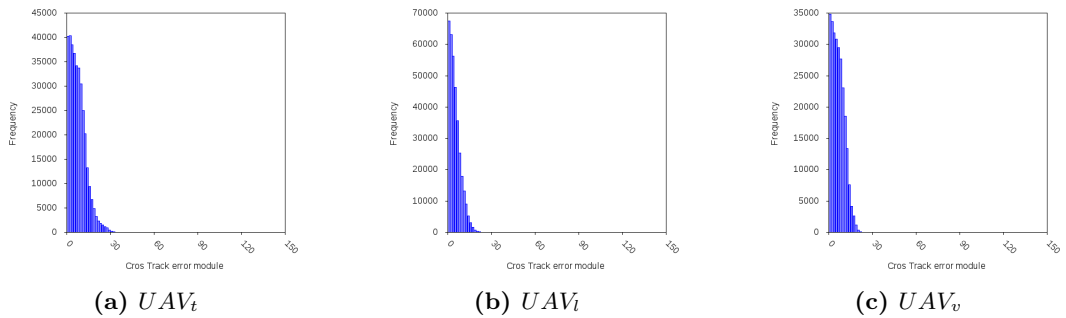 45000
40000
35000
30000
25000
20000
15000
10000
5000
0
Frequency
0 30 60 90 120 150
Cros Track error module
(a) UAVt
70000
60000
50000
40000
30000
20000
10000
0
Frequency
0 30 60 90 120 150
Cros Track error module
(b) UAVl
35000
30000
25000
20000
15000
10000
5000
0
Frequency
0 30 60 90 120 150
Cros Track error module
(c) UAVv